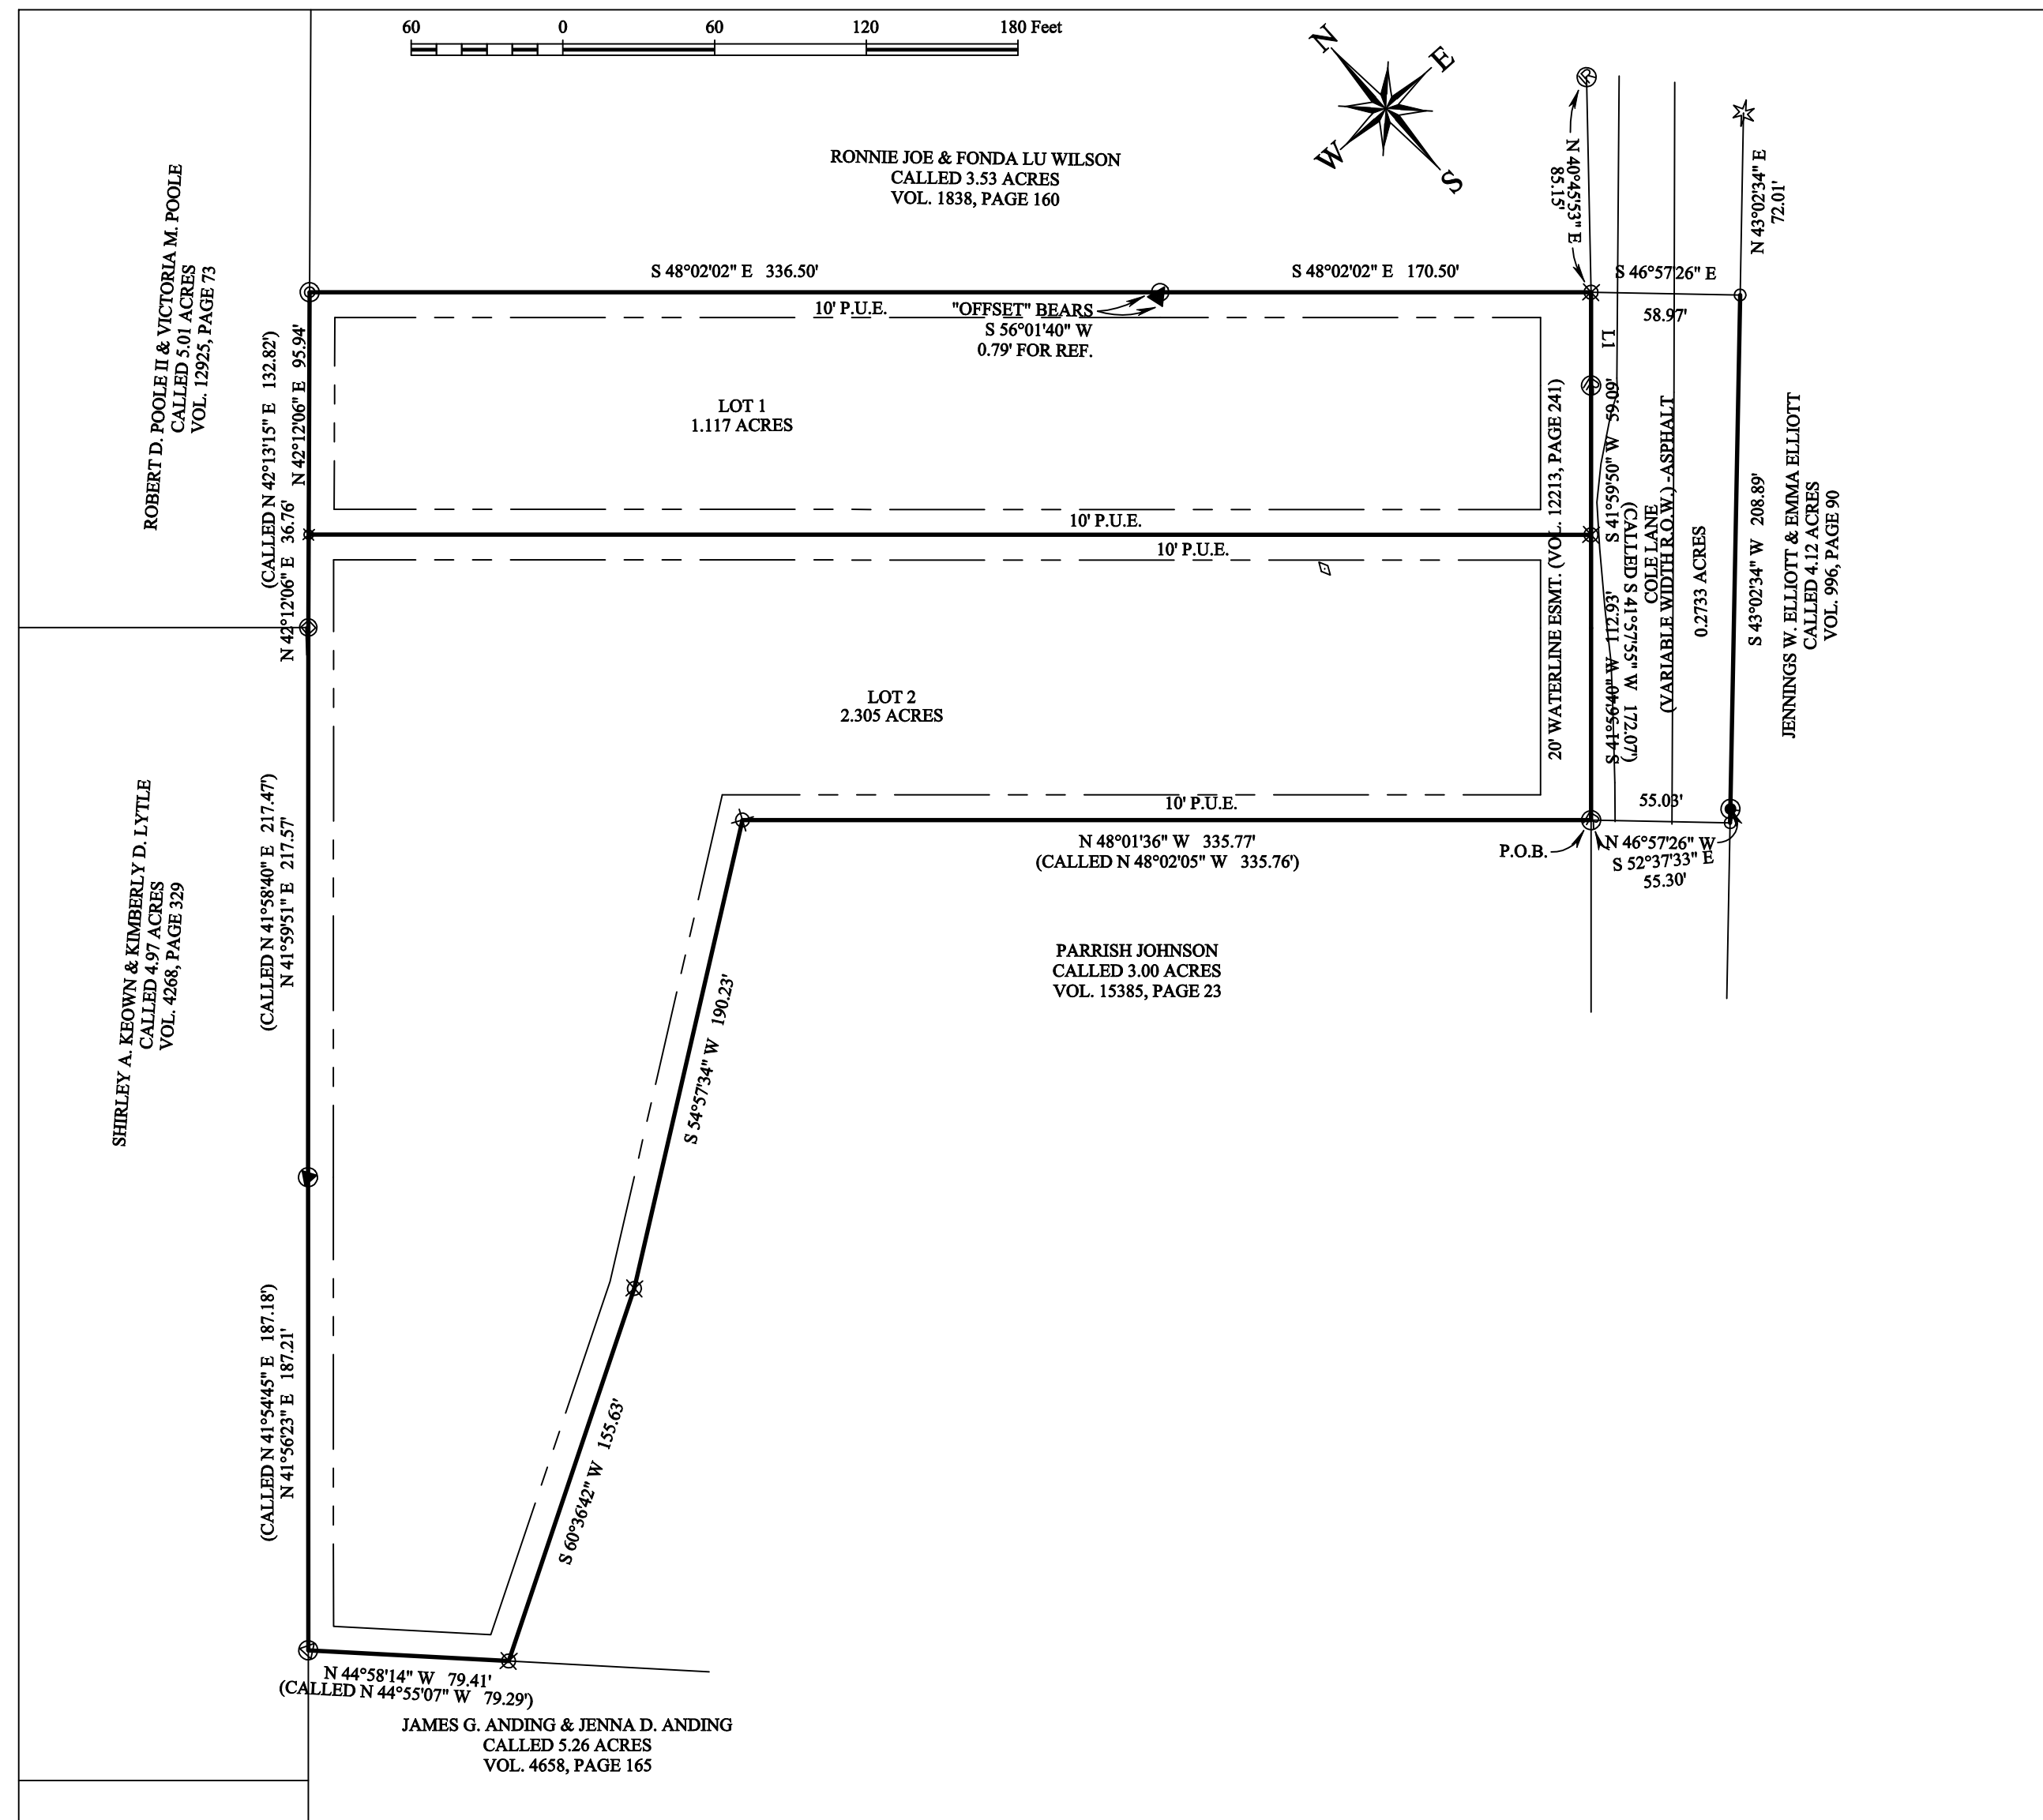 60 0 60 120 180 Feet
N
E
W
S
RONNIE JOE & FONDA LU WILSON
CALLED 3.53 ACRES
VOL. 1838, PAGE 160
N 40°45'53" E
85.15'
N 43°02'34" E
72.01'
ROBERT D. POOLE II & VICTORIA M. POOLE
CALLED 5.01 ACRES
VOL. 12925, PAGE 73
S 48°02'02" E 336.50'
S 48°02'02" E 170.50'
S 46°57'26" E
58.97'
10' P.U.E.
"OFFSET" BEARS
S 56°01'40" W
0.79' FOR REF.
L1
(CALLED N 42°13'15" E 132.82')
N 42°12'06" E 95.94'
N 42°12'06" E 36.76'
LOT 1
1.117 ACRES
20' WATERLINE ESMT. (VOL. 12213, PAGE 241)
S 41°59'50" W 59.09'
S 41°56'40" W 112.93'
(CALLED S 41°57'55" W 172.07')
COLE LANE
(VARIABLE WIDTH R.O.W.) -ASPHALT
0.2733 ACRES
S 43°02'34" W 208.89'
JENNINGS W. ELLIOTT & EMMA ELLIOTT
CALLED 4.12 ACRES
VOL. 996, PAGE 90
10' P.U.E.
10' P.U.E.
LOT 2
2.305 ACRES
10' P.U.E.
55.03'
N 48°01'36" W 335.77'
(CALLED N 48°02'05" W 335.76')
P.O.B.
N 46°57'26" W
S 52°37'33" E
55.30'
SHIRLEY A. KEOWN & KIMBERLY D. LYTLE
CALLED 4.97 ACRES
VOL. 4268, PAGE 329
(CALLED N 41°58'40" E 217.47')
N 41°59'51" E 217.57'
PARRISH JOHNSON
CALLED 3.00 ACRES
VOL. 15385, PAGE 23
S 54°57'34" W 190.23'
(CALLED N 41°54'45" E 187.18')
N 41°56'23" E 187.21'
S 60°36'42" W 155.63'
N 44°58'14" W 79.41'
(CALLED N 44°55'07" W 79.29')
JAMES G. ANDING & JENNA D. ANDING
CALLED 5.26 ACRES
VOL. 4658, PAGE 165